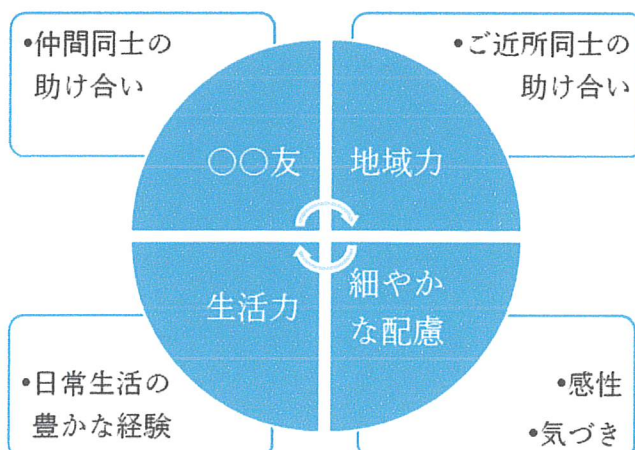 •仲間同士の
助け合い
•ご近所同士の
助け合い
○○友
地域力
生活力
細やか
な配慮
•日常生活の
豊かな経験
•感性
•気づき